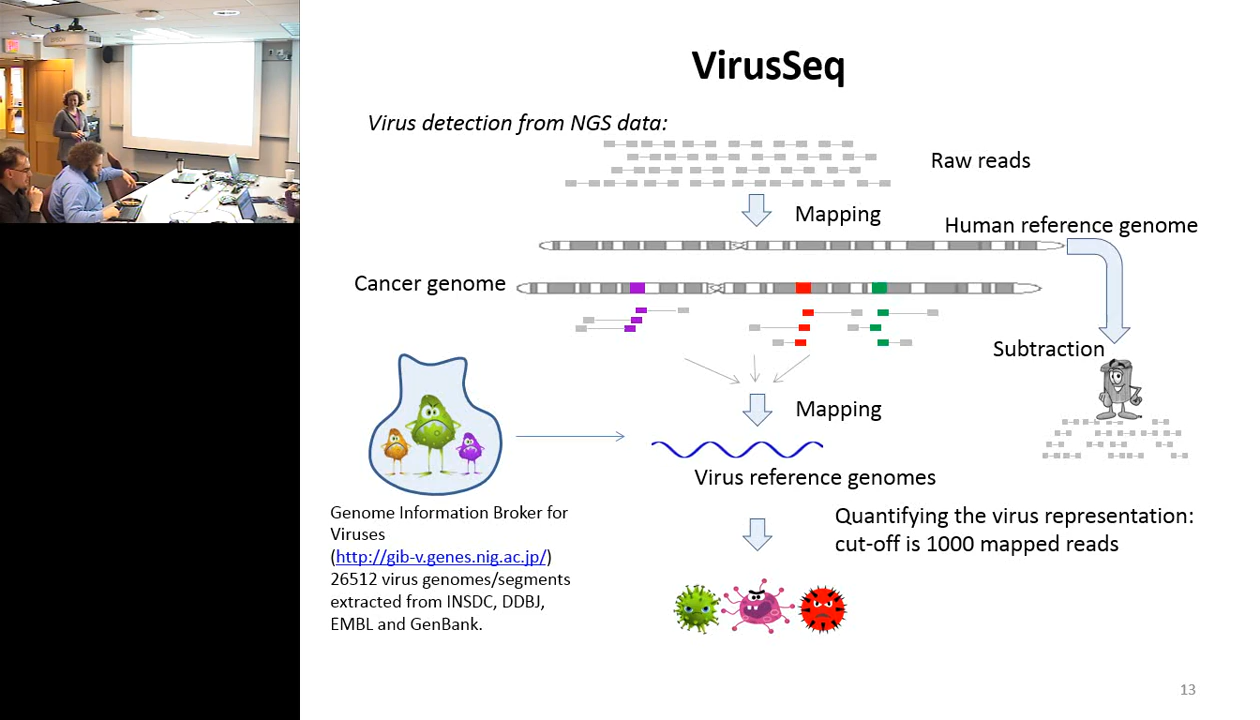 VirusSeq
Virus detection from NGS data:
Raw reads
Mapping
Human reference genome
Cancer genome
Subtraction
Mapping
Virus reference genomes
Genome Information Broker for
Viruses
(http://gib-v.genes.nig.ac.jp/)
26512 virus genomes/segments
extracted from INSDC, DDBJ,
EMBL and GenBank.
Quantifying the virus representation:
cut-off is 1000 mapped reads
13